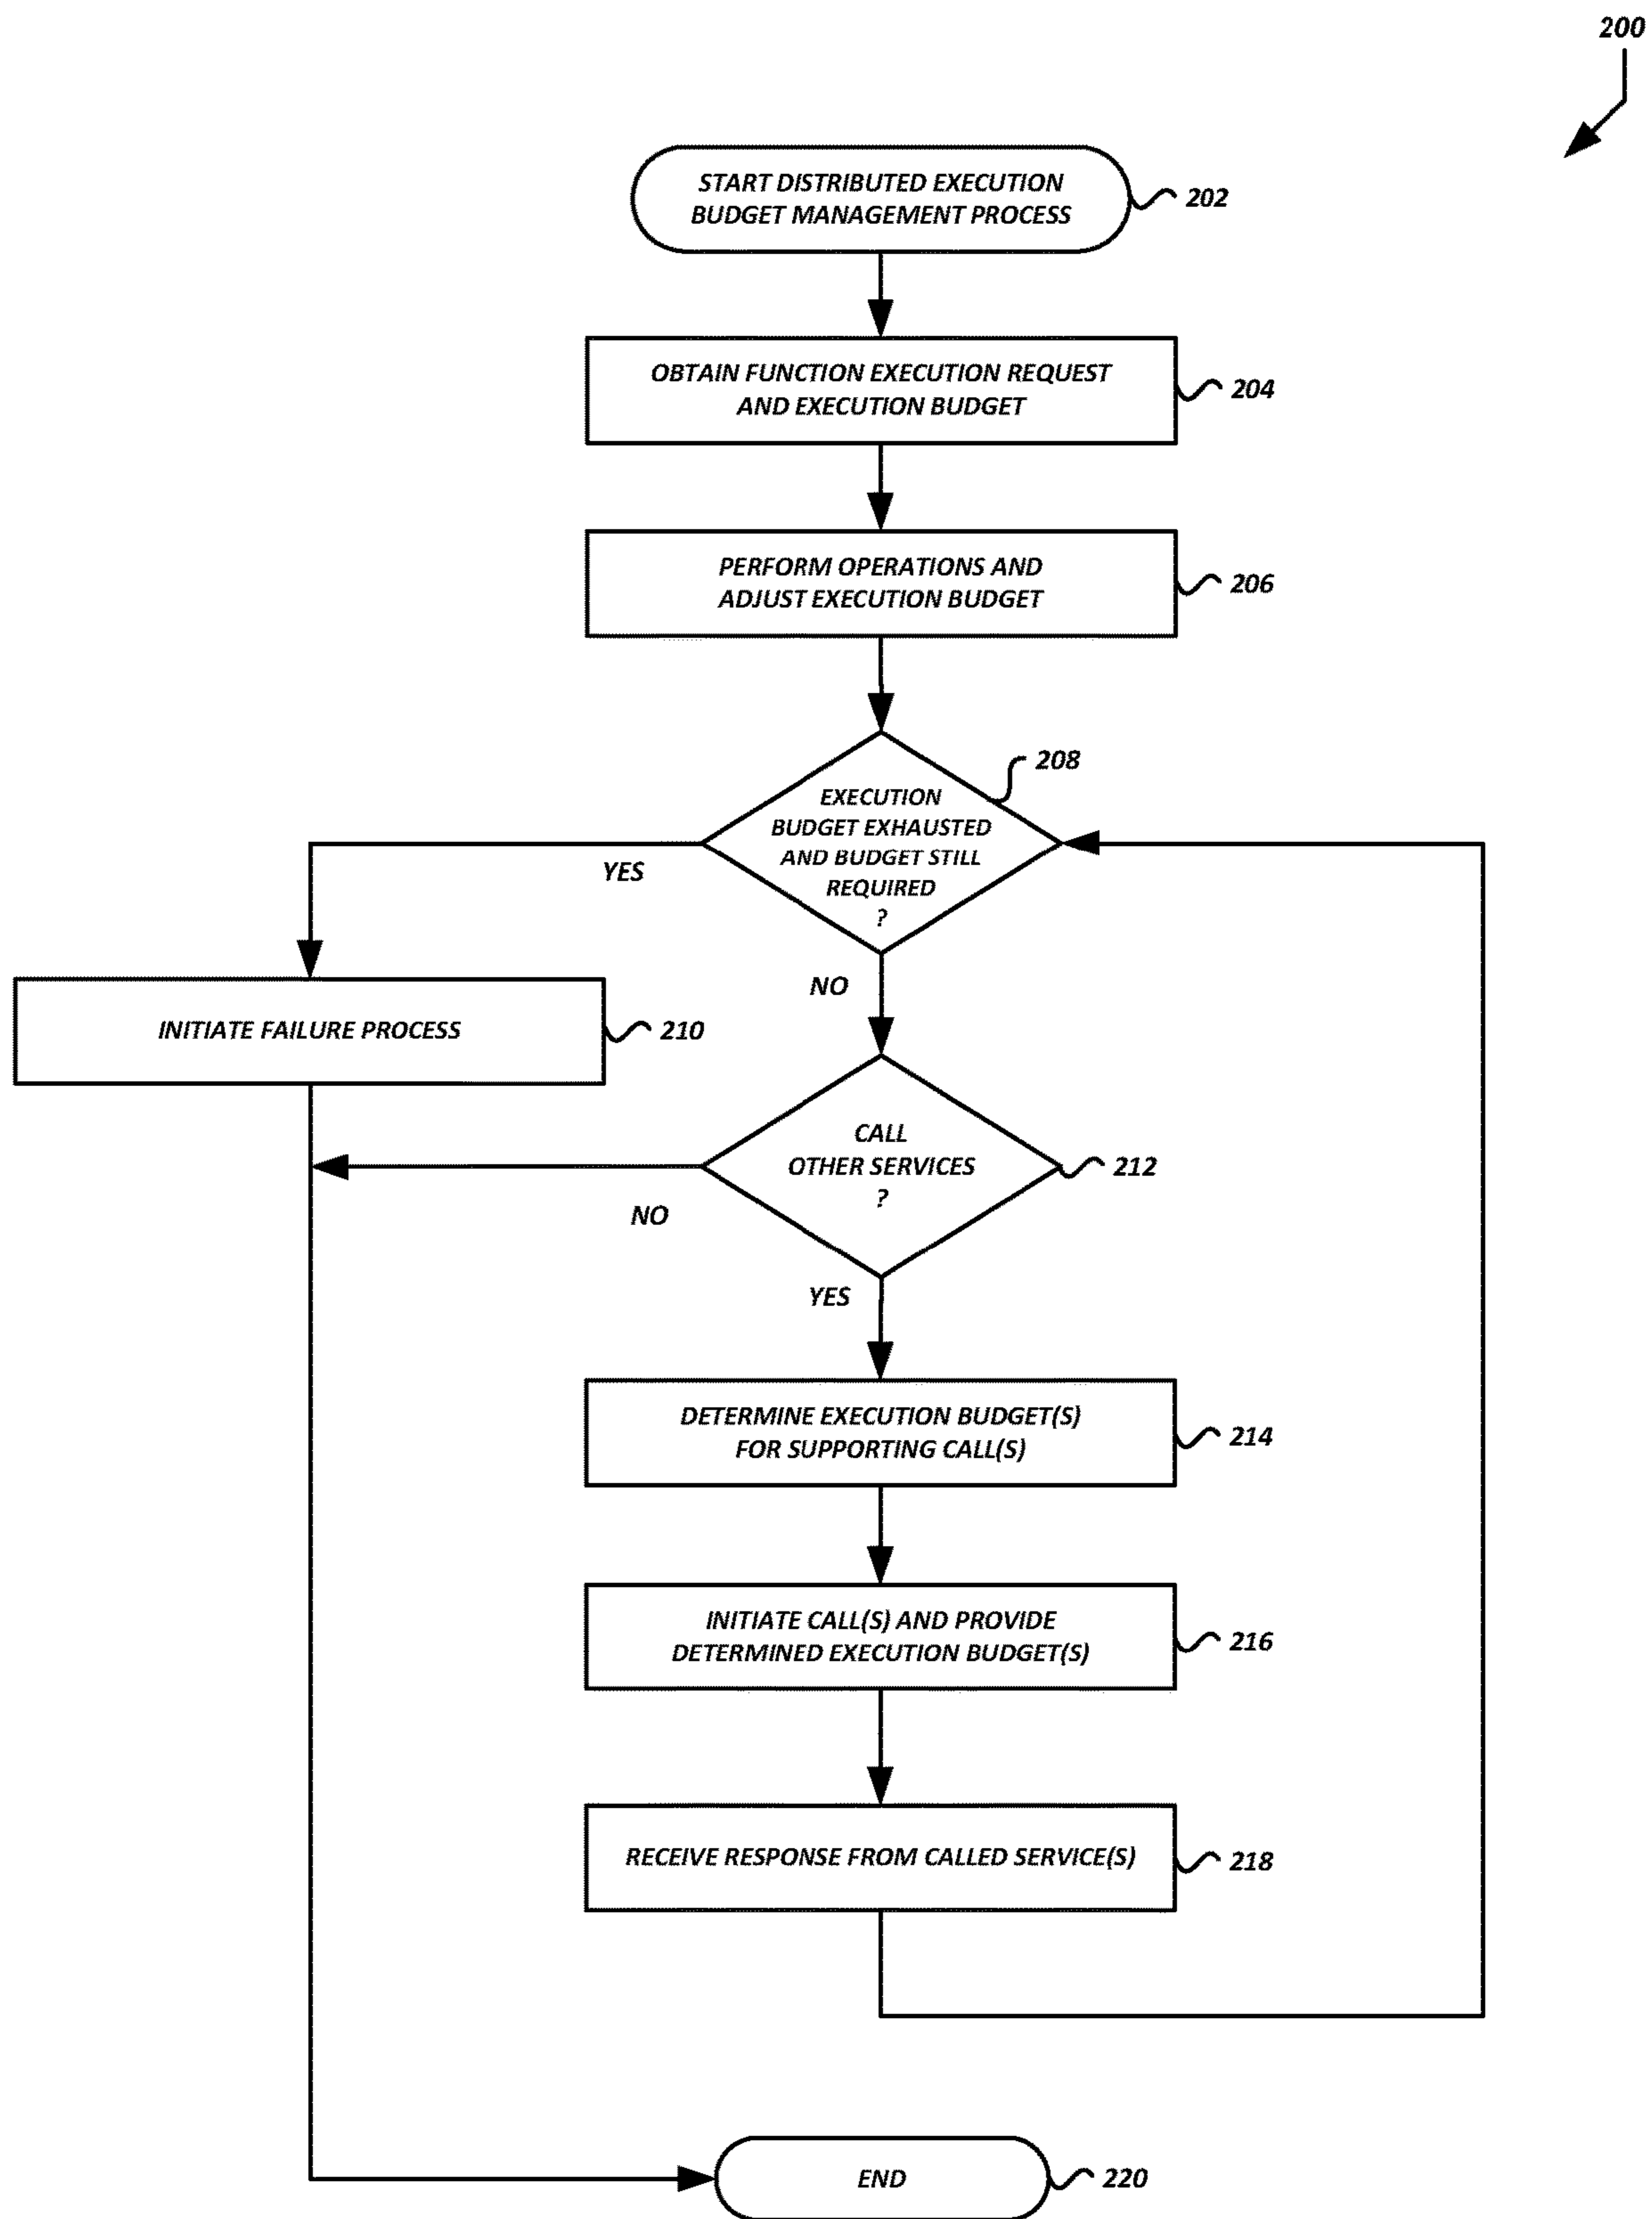 200
START DISTRIBUTED EXECUTION
BUDGET MANAGEMENT PROCESS
202
OBTAIN FUNCTION EXECUTION REQUEST
AND EXECUTION BUDGET
204
PERFORM OPERATIONS AND
ADJUST EXECUTION BUDGET
206
208
EXECUTION
BUDGET EXHAUSTED
AND BUDGET STILL
REQUIRED
?
YES
NO
INITIATE FAILURE PROCESS
210
CALL
OTHER SERVICES
?
212
NO
YES
DETERMINE EXECUTION BUDGET(S)
FOR SUPPORTING CALL(S)
214
INITIATE CALL(S) AND PROVIDE
DETERMINED EXECUTION BUDGET(S)
216
RECEIVE RESPONSE FROM CALLED SERVICE(S)
218
END
220